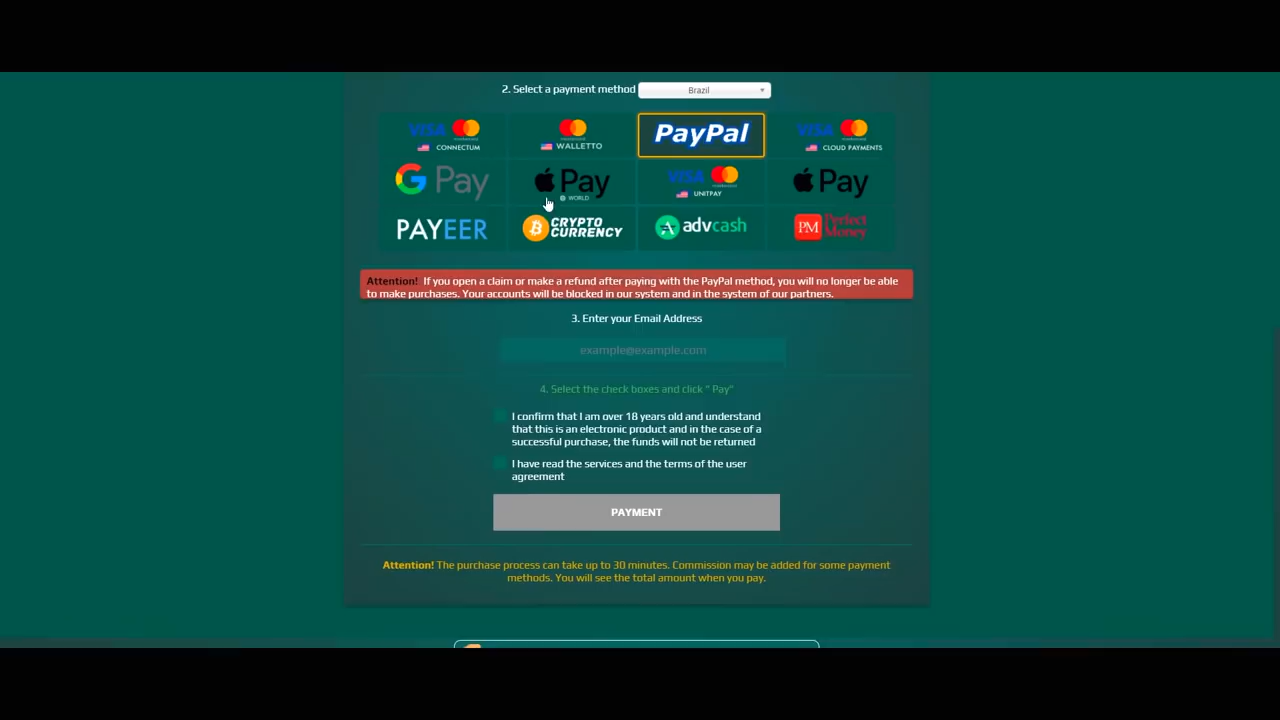 2. Select a payment method Brazil
VISA mastercard mastercard PayPal VISA mastercard
CONNECTUM WALLETTO CLOUD PAYMENTS
G Pay Pay VISA mastercard Pay
WORLD UNITPAY
PAYEER CRYPTO CURRENCY advcash PM Perfect Money
Attention! If you open a claim or make a refund after paying with the PayPal method, you will no longer be able
to make purchases. Your accounts will be blocked in our system and in the system of our partners.
3. Enter your Email Address
example@example.com
4. Select the check boxes and click " Pay"
I confirm that I am over 18 years old and understand
that this is an electronic product and in the case of a
successful purchase, the funds will not be returned
I have read the services and the terms of the user
agreement
PAYMENT
Attention! The purchase process can take up to 30 minutes. Commission may be added for some payment
methods. You will see the total amount when you pay.